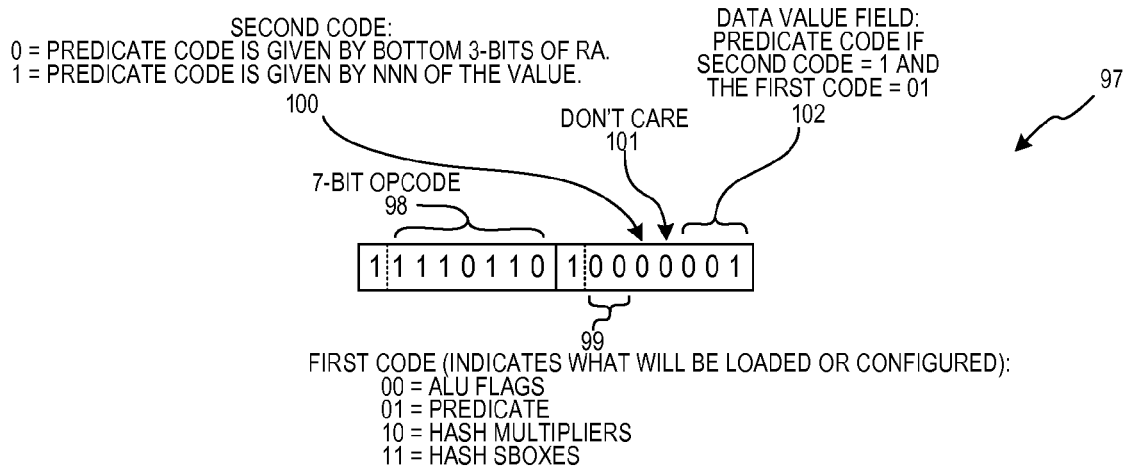 SECOND CODE:
0 = PREDICATE CODE IS GIVEN BY BOTTOM 3-BITS OF RA.
1 = PREDICATE CODE IS GIVEN BY NNN OF THE VALUE.
100
DATA VALUE FIELD:
PREDICATE CODE IF
SECOND CODE = 1 AND
THE FIRST CODE = 01
102
97
DON'T CARE
101
7-BIT OPCODE
98
1 1 1 1 0 1 1 0 1 0 0 0 0 0 0 1
99
FIRST CODE (INDICATES WHAT WILL BE LOADED OR CONFIGURED):
00 = ALU FLAGS
01 = PREDICATE
10 = HASH MULTIPLIERS
11 = HASH SBOXES